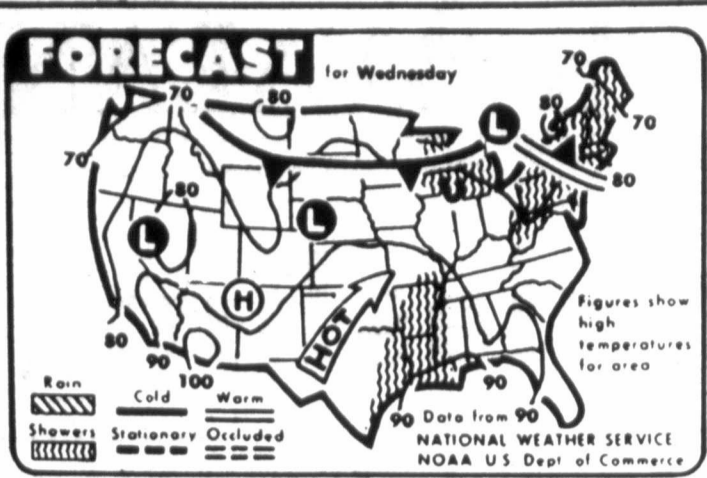 FORECAST for Wednesday
70
70
80
80
70
70
L
80
80
L
L
H
HOT
80
90
100
90
90
90
Figures show
high
temperatures
for area
Rain
Cold
Warm
Showers
Stationary
Occluded
Data from
NATIONAL WEATHER SERVICE
NOAA US Dept of Commerce